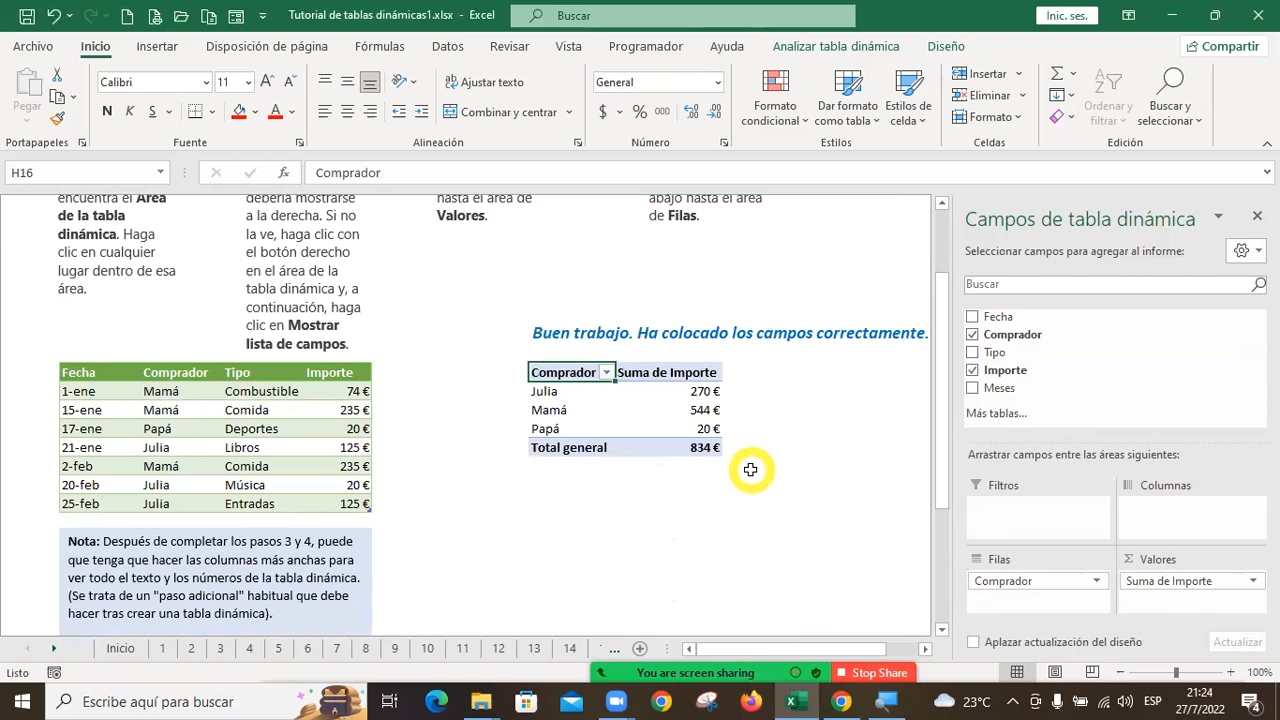 Tutorial de tablas dinámicas1.xlsx - Excel
Buscar
Inic. ses.
Archivo Inicio Insertar Disposición de página Fórmulas Datos Revisar Vista Programador Ayuda Analizar tabla dinámica Diseño
Compartir
Pegar
Calibri 11
N K S
Ajustar texto
Combinar y centrar
General
$ % 000
Formato condicional
Dar formato como tabla
Estilos de celda
Insertar
Eliminar
Formato
Ordenar y filtrar
Buscar y seleccionar
Portapapeles Fuente Alineación Número Estilos Celdas Edición
H16 fx Comprador
encuentra el Área
de la tabla
dinámica. Haga
clic en cualquier
lugar dentro de esa
área.
debería mostrarse
a la derecha. Si no
la ve, haga clic con
el botón derecho
en el área de la
tabla dinámica y, a
continuación, haga
clic en Mostrar
lista de campos.
hasta el área de
Valores.
abajo hasta el área
de Filas.
Buen trabajo. Ha colocado los campos correctamente.
Fecha Comprador Tipo Importe
1-ene Mamá Combustible 74 €
15-ene Mamá Comida 235 €
17-ene Papá Deportes 20 €
21-ene Julia Libros 125 €
2-feb Mamá Comida 235 €
20-feb Julia Música 20 €
25-feb Julia Entradas 125 €
Comprador Suma de Importe
Julia 270 €
Mamá 544 €
Papá 20 €
Total general 834 €
Nota: Después de completar los pasos 3 y 4, puede
que tenga que hacer las columnas más anchas para
ver todo el texto y los números de la tabla dinámica.
(Se trata de un "paso adicional" habitual que debe
hacer tras crear una tabla dinámica).
Campos de tabla dinámica
Seleccionar campos para agregar al informe:
Buscar
Fecha
Comprador
Tipo
Importe
Meses
Más tablas...
Arrastrar campos entre las áreas siguientes:
Filtros Columnas
Filas Valores
Comprador Suma de Importe
Aplazar actualización del diseño Actualizar
Inicio 1 2 3 4 5 6 7 8 9 10 11 12 13 14 ...
Listo
You are screen sharing
Stop Share
100%
Escribe aquí para buscar
23°C
ESP
21:24
27/7/2022
4